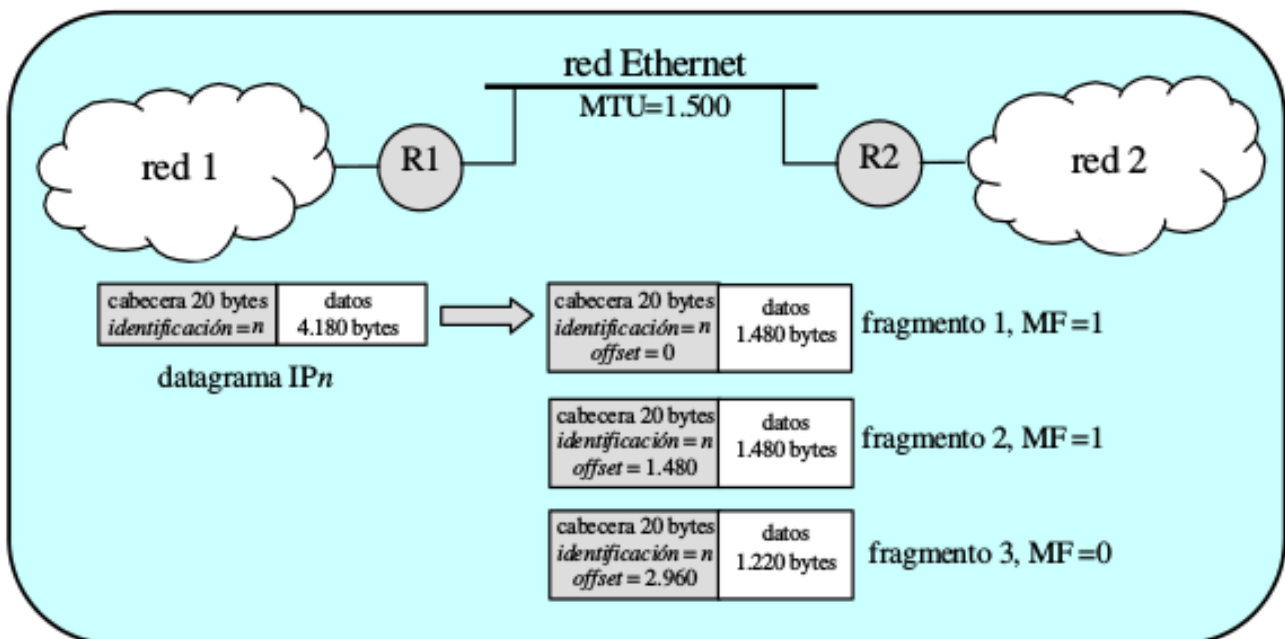 red Ethernet
MTU=1.500
red 1
R1
R2
red 2
cabecera 20 bytes
identificación=n
datos
4.180 bytes
datagrama IPn
cabecera 20 bytes
identificación=n
offset = 0
datos
1.480 bytes
fragmento 1, MF=1
cabecera 20 bytes
identificación=n
offset = 1.480
datos
1.480 bytes
fragmento 2, MF=1
cabecera 20 bytes
identificación=n
offset = 2.960
datos
1.220 bytes
fragmento 3, MF=0